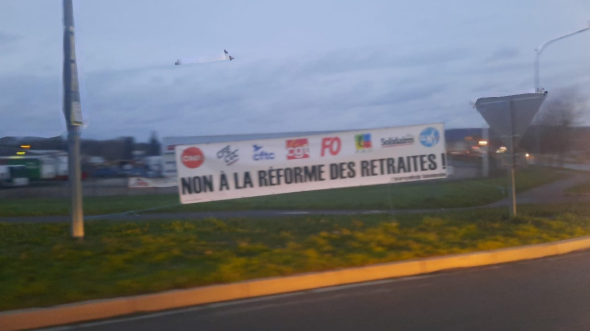 cftc cgt FO Solidaires
NON À LA RÉFORME DES RETRAITES !